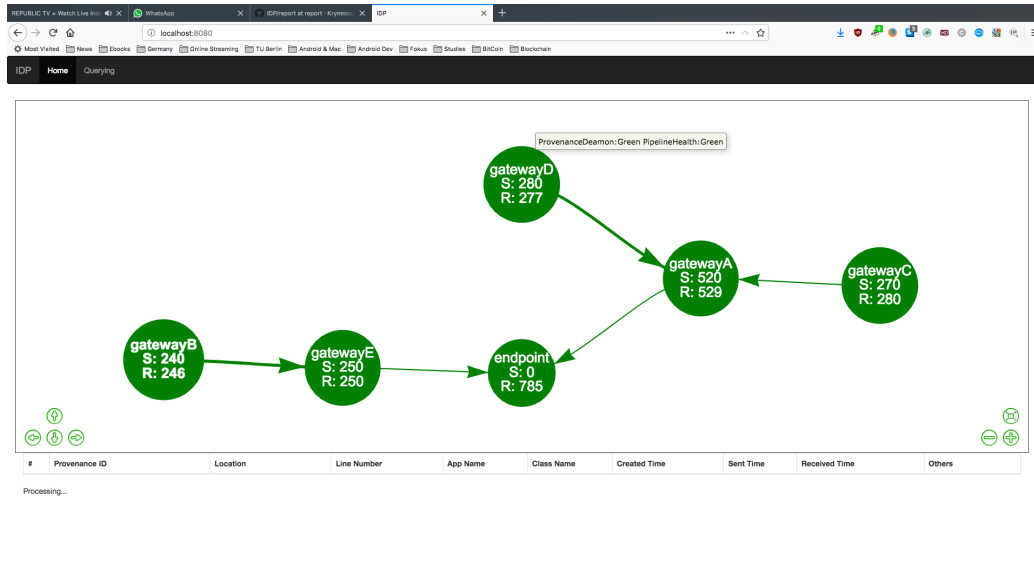 REPUBLIC TV » Watch Live Ind
WhatsApp
IDP/report at report · Krymnos/
IDP
localhost:8080
Most Visited
News
Ebooks
Germany
Online Streaming
TU Berlin
Android & Mac
Android Dev
Fokus
Studies
BitCoin
Blockchain
IDP
Home
Querying
ProvenanceDeamon:Green PipelineHealth:Green
gatewayD
S: 280
R: 277
gatewayA
S: 520
R: 529
gatewayC
S: 270
R: 280
gatewayB
S: 240
R: 246
gatewayE
S: 250
R: 250
endpoint
S: 0
R: 785
# Provenance ID Location Line Number App Name Class Name Created Time Sent Time Received Time Others
Processing...